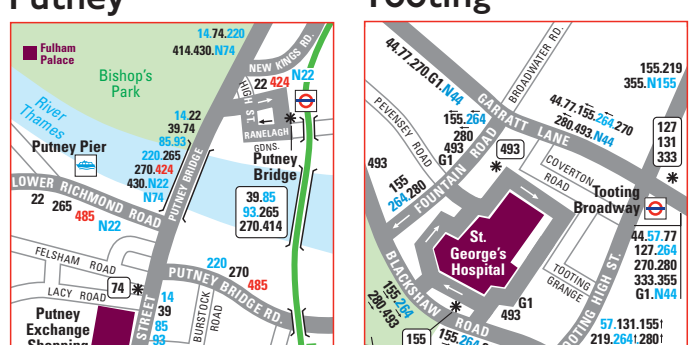 Putney
14.74.220
414.430.N74
Fulham
Palace
Bishop's
Park
NEW KINGS RD.
22 424 N22
HIGH ST.
RANELAGH
GDNS.
River
Thames
14.22
39.74
85.93
220.265
270.424
430.N22
N74
Putney Pier
PUTNEY BRIDGE
Putney
Bridge
39.85
93.265
270.414
LOWER RICHMOND ROAD
22 265 485
N22
FELSHAM ROAD
LACY ROAD
74
220 270 485
PUTNEY BRIDGE RD.
BURSTOCK
ROAD
STREET
14
39
85
93
Putney
Exchange
Shopping
Tooting
44.77.270.G1.N44
BROADWATER RD.
155.219
355.N155
GARRATT LANE
44.77.155.264.270
280.493.N44
155.264
280
493
G1
PEVENSEY ROAD
FOUNTAIN ROAD
493
127
131
333
493
155
264.280
COVERTON
ROAD
Tooting
Broadway
St.
George's
Hospital
44.57.77
127.264
270.280
333.355
G1.N44
TOOTING
GRANGE
TOOTING HIGH ST.
BLACKSHAW ROAD
155.264
280.493
G1
493
155
155.264
57.131.155†
219.264†.280†